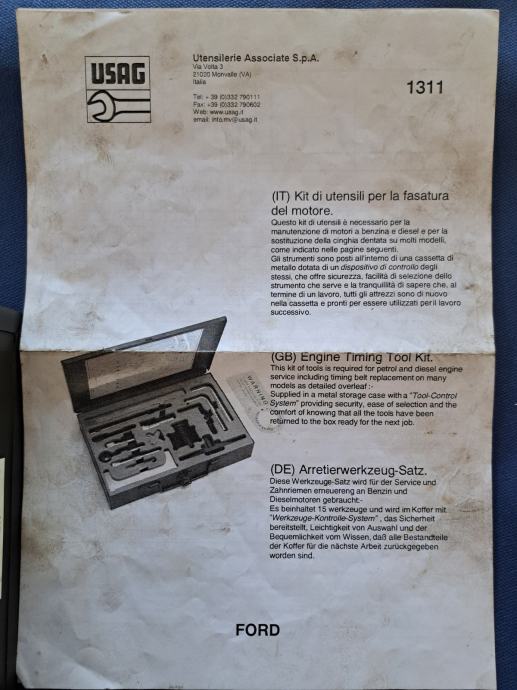 USAG
Utensilerie Associate S.p.A.
Via Volta 3
21020 Monvalle (VA)
Italia
Tel: + 39 (0)332 790111
Fax: +39 (0)332 790602
Web: www.usag.it
email: info.mv@usag.it
1311
(IT) Kit di utensili per la fasatura
del motore.
Questo kit di utensili è necessario per la
manutenzione di motori a benzina e diesel e per la
sostituzione della cinghia dentata su molti modelli,
come indicato nelle pagine seguenti.
Gli strumenti sono posti all'interno di una cassetta di
metallo dotata di un dispositivo di controllo degli
stessi, che offre sicurezza, facilità di selezione dello
strumento che serve e la tranquillità di sapere che, al
termine di un lavoro, tutti gli attrezzi sono di nuovo
nella cassetta e pronti per essere utilizzati per il lavoro
successivo.
(GB) Engine Timing Tool Kit.
This kit of tools is required for petrol and diesel engine
service including timing belt replacement on many
models as detailed overleaf :-
Supplied in a metal storage case with a "Tool-Control
System" providing security, ease of selection and the
comfort of knowing that all the tools have been
returned to the box ready for the next job.
WARNING
(DE) Arretierwerkzeug-Satz.
Diese Werkzeuge-Satz wird für der Service und
Zahnriemen erneuereng an Benzin und
Dieselmotoren gebraucht:-
Es beinhaltet 15 werkzeuge und wird im Koffer mit
"Werkzeuge-Kontrolle-System" , das Sicherheit
bereitstellt, Leichtigkeit von Auswahl und der
Bequemlichkeit vom Wissen, daß alle Bestandteile
der Koffer für die nächste Arbeit zurückgegeben
worden sind.
FORD